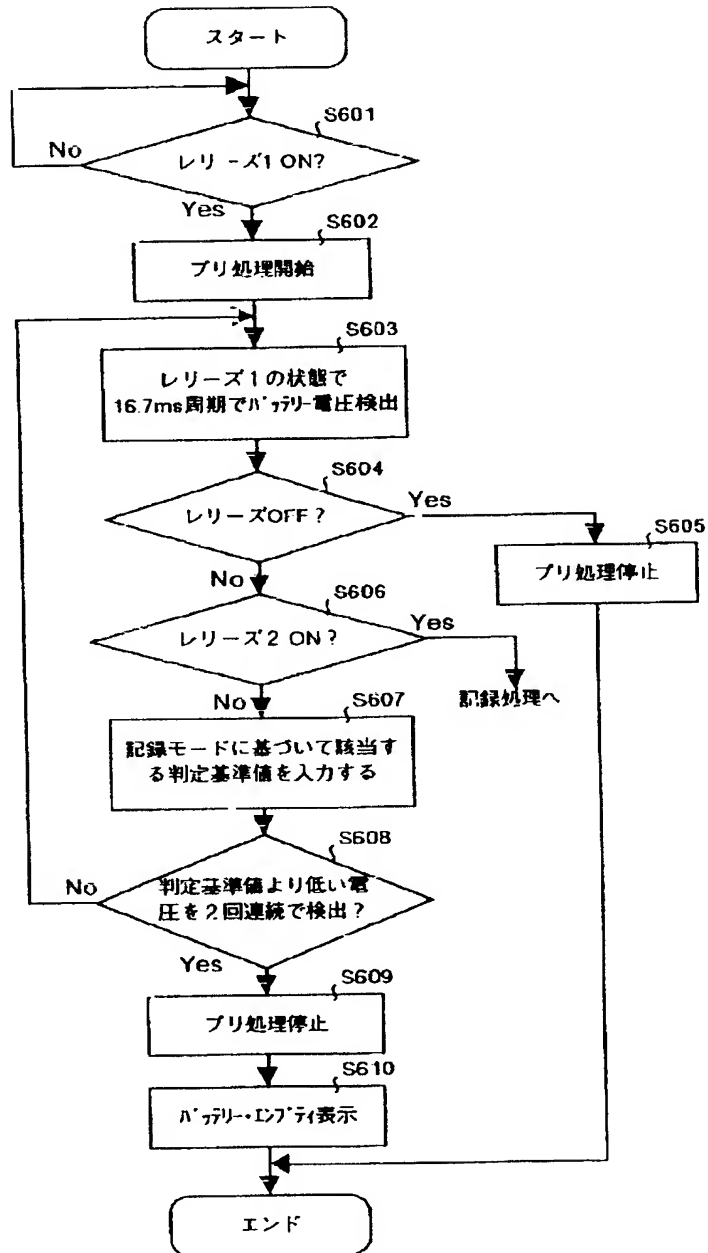 スタート
S601
No
レリーズ1 ON?
Yes
S602
プリ処理開始
S603
レリーズ1の状態で
16.7ms周期でバッテリー電圧検出
S604
レリーズOFF?
Yes
S605
プリ処理停止
No
S606
レリーズ2 ON?
Yes
記録処理へ
No
S607
記録モードに基づいて該当す
る判定基準値を入力する
S608
No
判定基準値より低い電
圧を2回連続で検出?
Yes
S609
プリ処理停止
S610
バッテリー・エンプティ表示
エンド